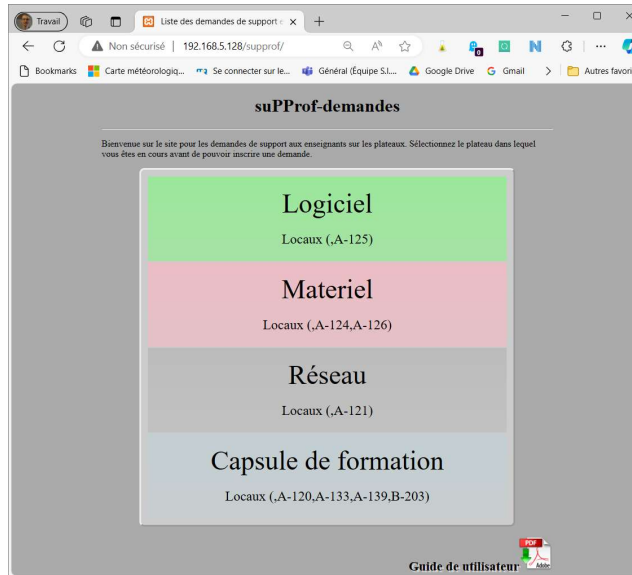 Travail
Liste des demandes de support e
Non sécurisé | 192.168.5.128/supprof/
Bookmarks Carte météorologiq... Se connecter sur le... Général (Équipe S.I.... Google Drive Gmail Autres favori
suPProf-demandes
Bienvenue sur le site pour les demandes de support aux enseignants sur les plateaux. Sélectionnez le plateau dans lequel
vous êtes en cours avant de pouvoir inscrire une demande.
Logiciel
Locaux (,A-125)
Materiel
Locaux (,A-124,A-126)
Réseau
Locaux (,A-121)
Capsule de formation
Locaux (,A-120,A-133,A-139,B-203)
Guide de utilisateur
PDF
Adobe